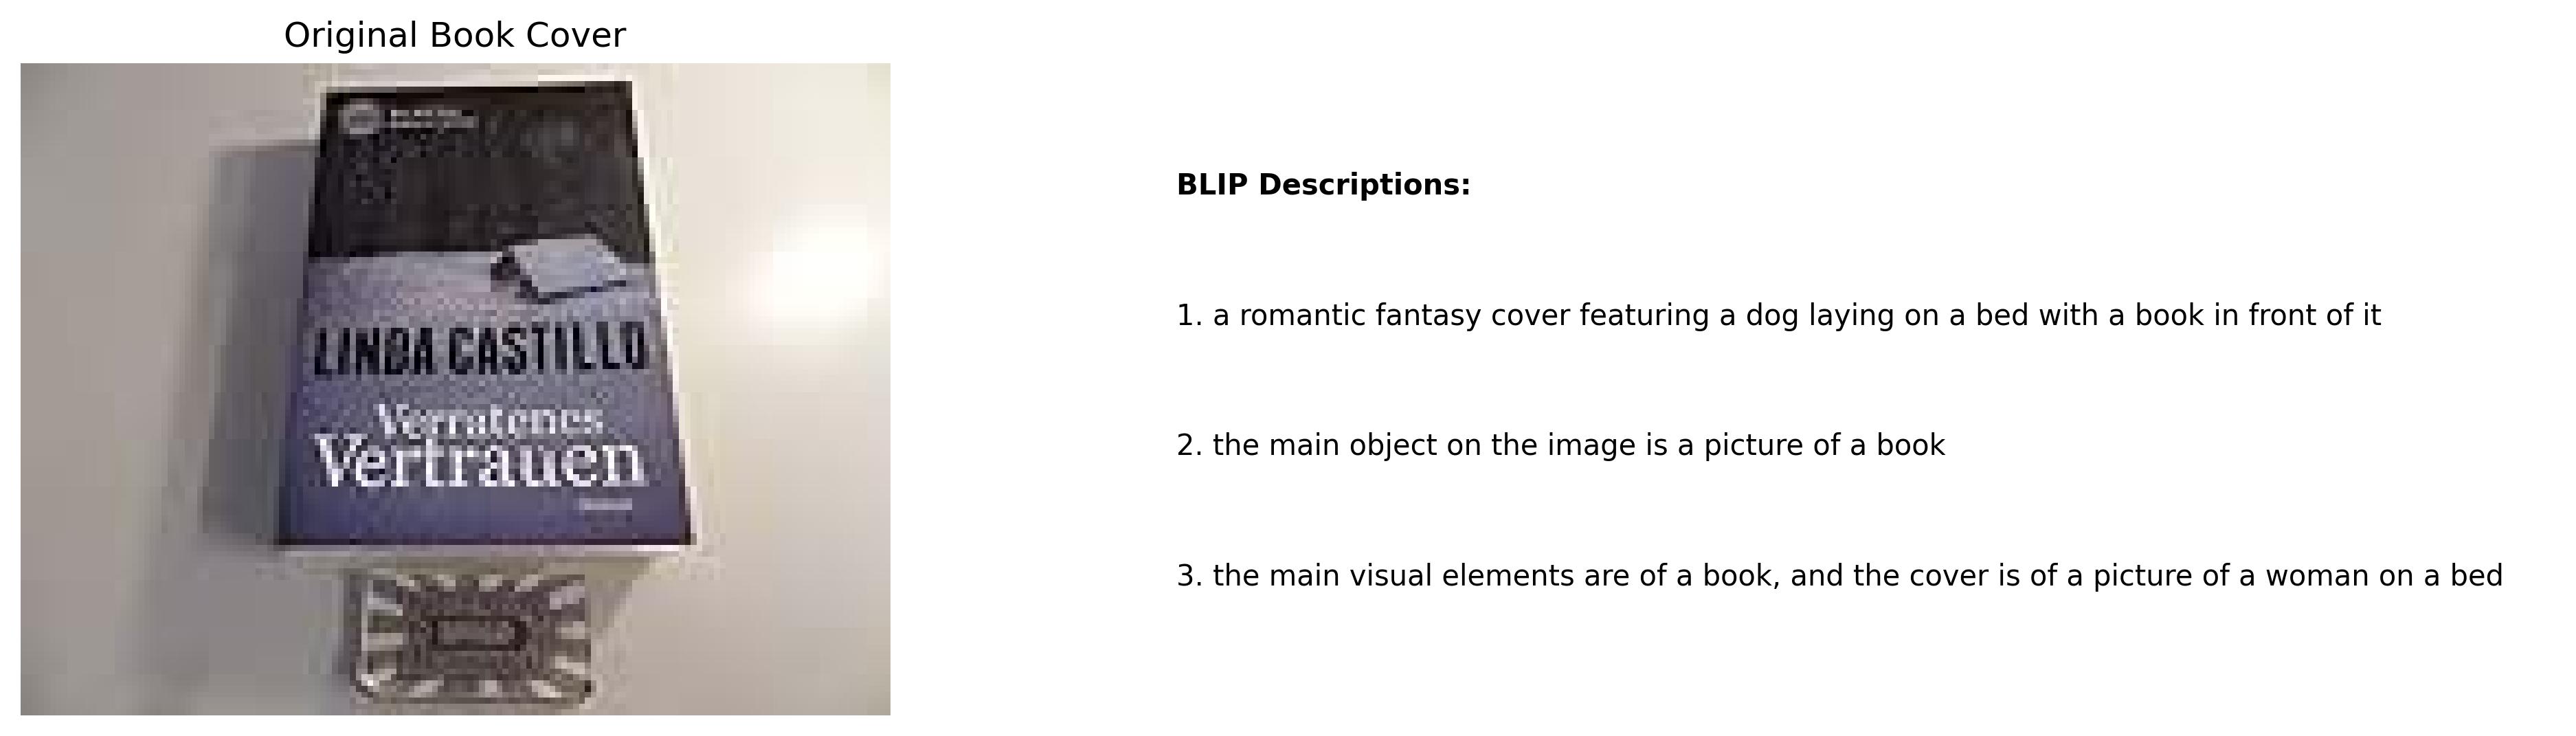 Original Book Cover
LINDA CASTILLO
Verratenes
Vertrauen
BLIP Descriptions:
1. a romantic fantasy cover featuring a dog laying on a bed with a book in front of it
2. the main object on the image is a picture of a book
3. the main visual elements are of a book, and the cover is of a picture of a woman on a bed